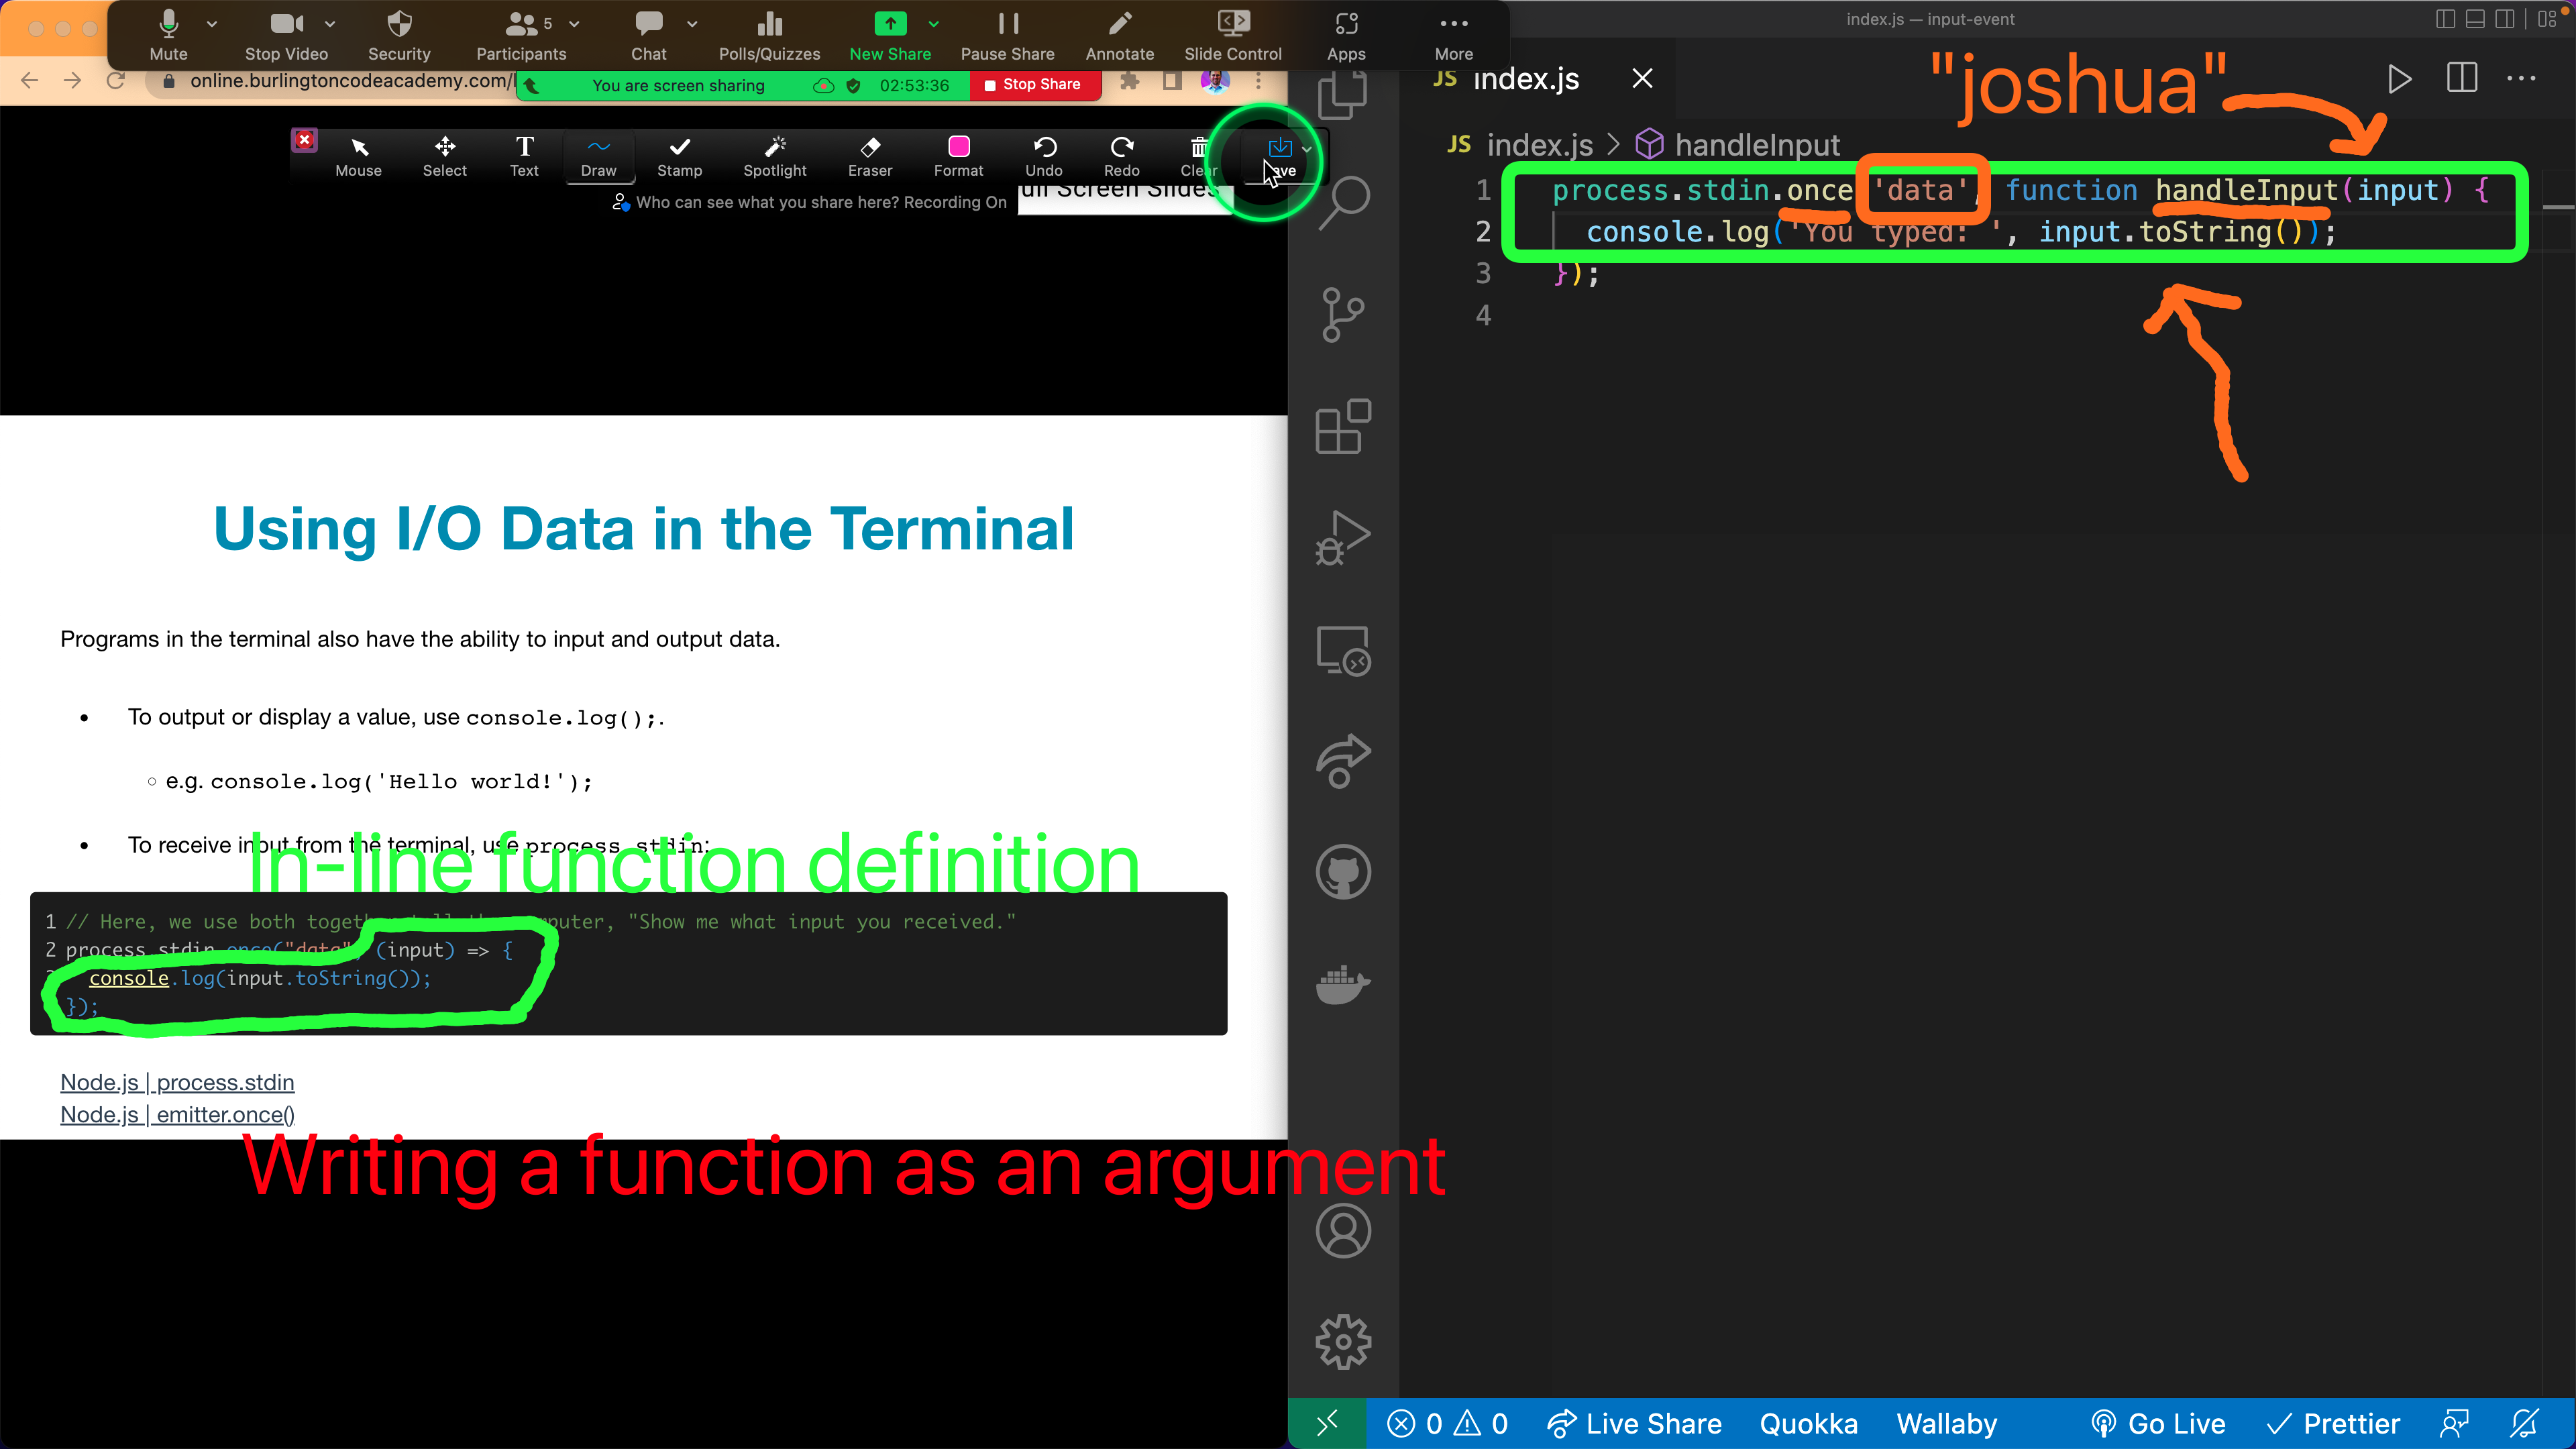 Mute
Stop Video
Security
Participants
5
Chat
Polls/Quizzes
New Share
Pause Share
Annotate
Slide Control
Apps
More
online.burlingtoncodeacademy.com/
You are screen sharing
02:53:36
Stop Share
Mouse
Select
Text
Draw
Stamp
Spotlight
Eraser
Format
Undo
Redo
Clear
Who can see what you share here? Recording On
Screen Slides
Using I/O Data in the Terminal
Programs in the terminal also have the ability to input and output data.
• To output or display a value, use console.log();.
○ e.g. console.log('Hello world!');
• To receive input from the terminal, use process.stdin:
In-line function definition
1 // Here, we use both together, "Show me what input you received."
2 process.stdin.once("data", (input) => {
console.log(input.toString());
});
Node.js | process.stdin
Node.js | emitter.once()
Writing a function as an argument
index.js — input-event
JS index.js
"joshua"
JS index.js > handleInput
1 process.stdin.once 'data', function handleInput(input) {
2 console.log('You typed: ', input.toString());
3 });
4
0 0
Live Share
Quokka
Wallaby
Go Live
Prettier